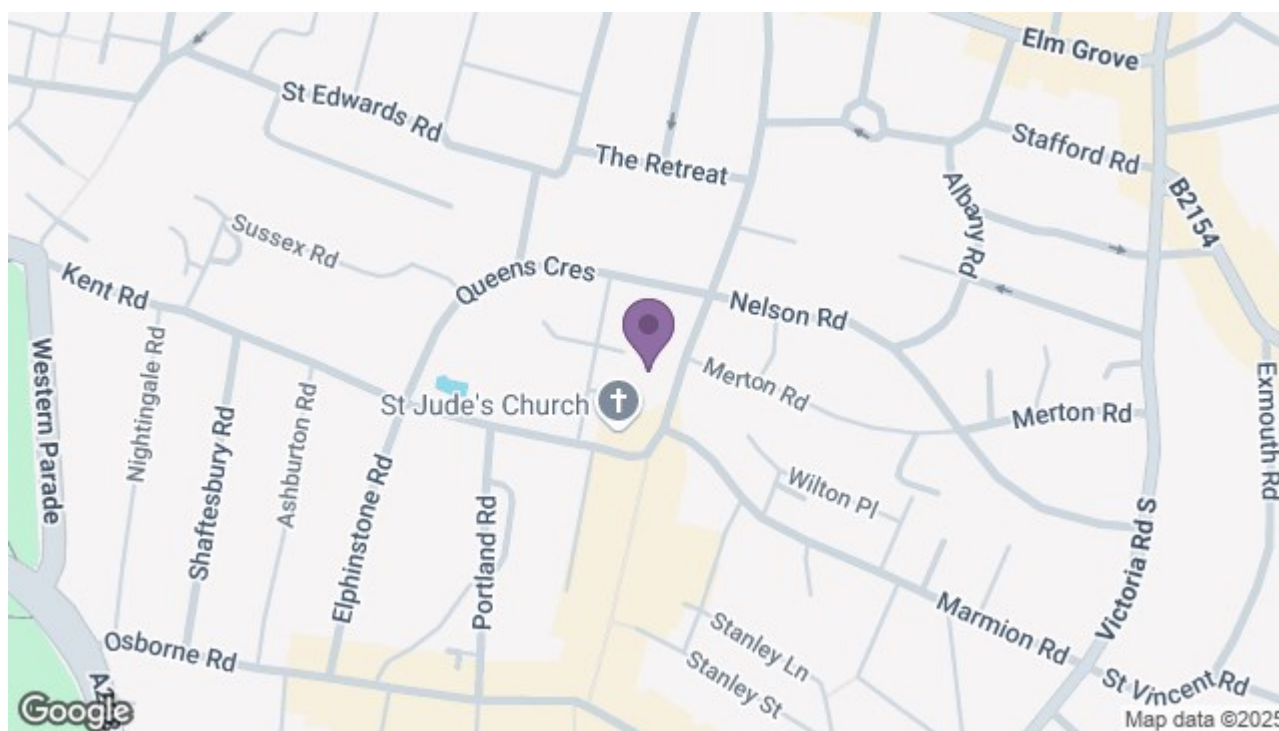 Elm Grove
St Edwards Rd
Stafford Rd
The Retreat
Albany Rd
B2154
Sussex Rd
Kent Rd
Queens Cres
Nelson Rd
Nightingale Rd
Western Parade
Merton Rd
St Jude's Church
Merton Rd
Exmouth Rd
Shaftesbury Rd
Ashburton Rd
Elphinstone Rd
Portland Rd
Wilton Pl
Victoria Rd S
Marmion Rd
Osborne Rd
Stanley Ln
Stanley St
St Vincent Rd
Google
Map data ©2025